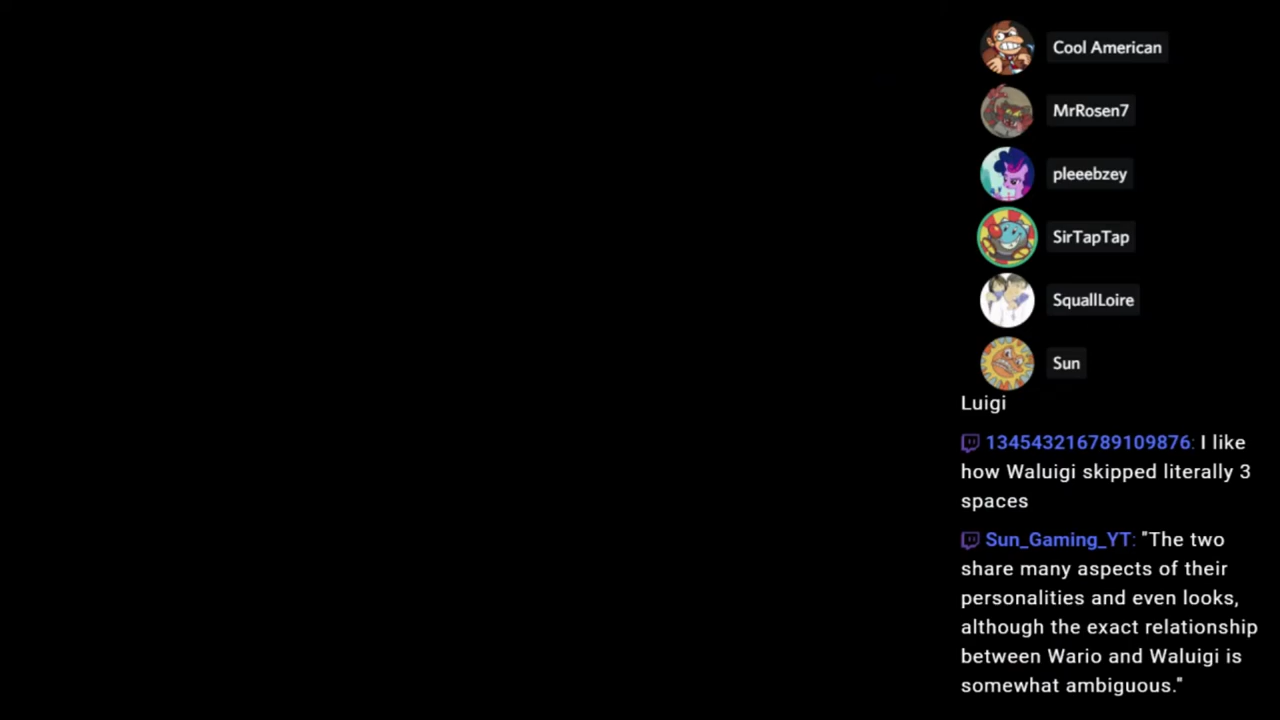 Cool American
MrRosen7
pleeebzey
SirTapTap
SquallLoire
Sun
Luigi
134543216789109876: I like
how Waluigi skipped literally 3
spaces
Sun_Gaming_YT: "The two
share many aspects of their
personalities and even looks,
although the exact relationship
between Wario and Waluigi is
somewhat ambiguous."